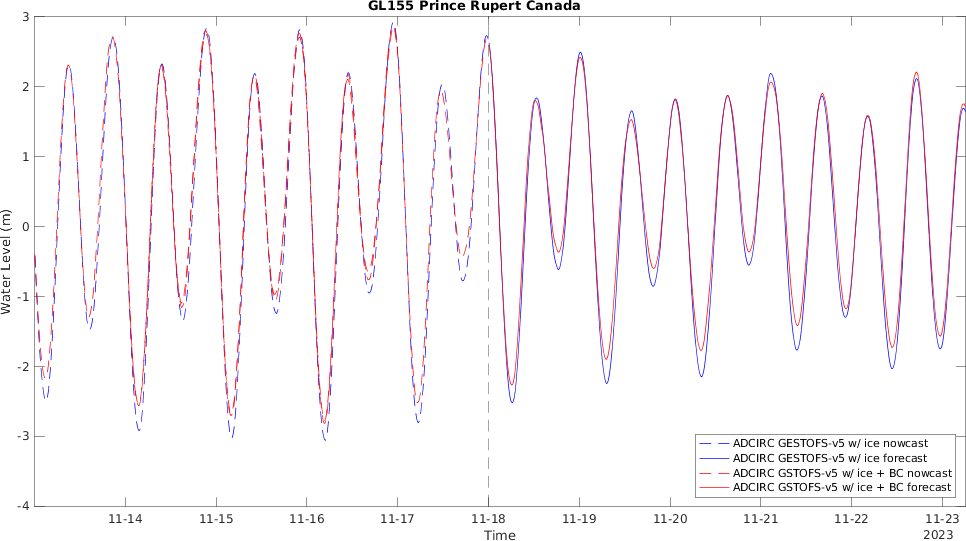 GL155 Prince Rupert Canada
3
2
1
0
-1
-2
-3
-4
Water Level (m)
ADCIRC GESTOFS-v5 w/ ice nowcast
ADCIRC GESTOFS-v5 w/ ice forecast
ADCIRC GSTOFS-v5 w/ ice + BC nowcast
ADCIRC GSTOFS-v5 w/ ice + BC forecast
11-14 11-15 11-16 11-17 11-18 11-19 11-20 11-21 11-22 11-23
Time 2023